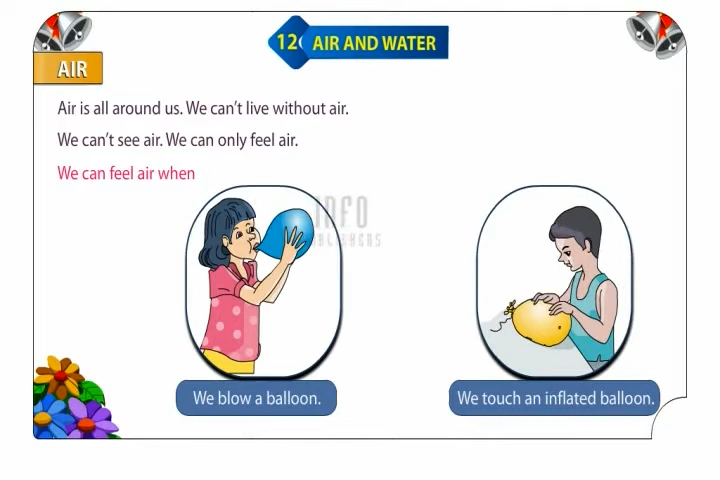 12 AIR AND WATER
AIR
Air is all around us. We can't live without air.
We can't see air. We can only feel air.
We can feel air when
We blow a balloon.
We touch an inflated balloon.